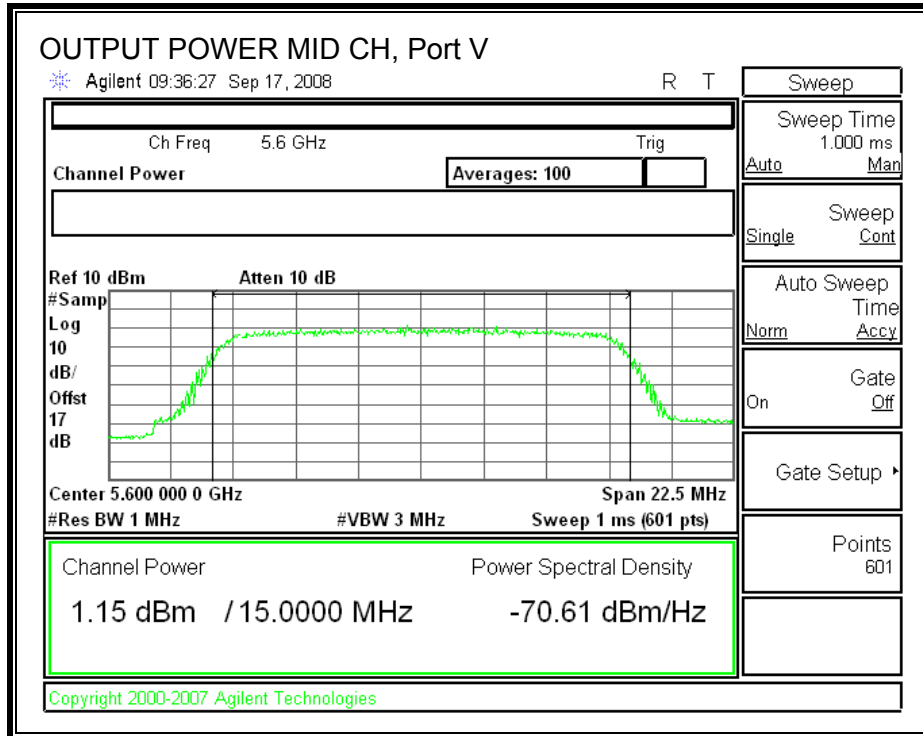 OUTPUT POWER MID CH, Port V
Agilent 09:36:27 Sep 17, 2008 R T
Ch Freq 5.6 GHz Trig
Channel Power Averages: 100
Ref 10 dBm Atten 10 dB
#Samp
Log
10
dB/
Offst
17
dB
Center 5.600 000 0 GHz Span 22.5 MHz
#Res BW 1 MHz #VBW 3 MHz Sweep 1 ms (601 pts)
Channel Power Power Spectral Density
1.15 dBm / 15.0000 MHz -70.61 dBm/Hz
Copyright 2000-2007 Agilent Technologies
Sweep
Sweep Time
1.000 ms
Auto Man
Sweep
Single Cont
Auto Sweep
Time
Norm Accy
Gate
On Off
Gate Setup
Points
601